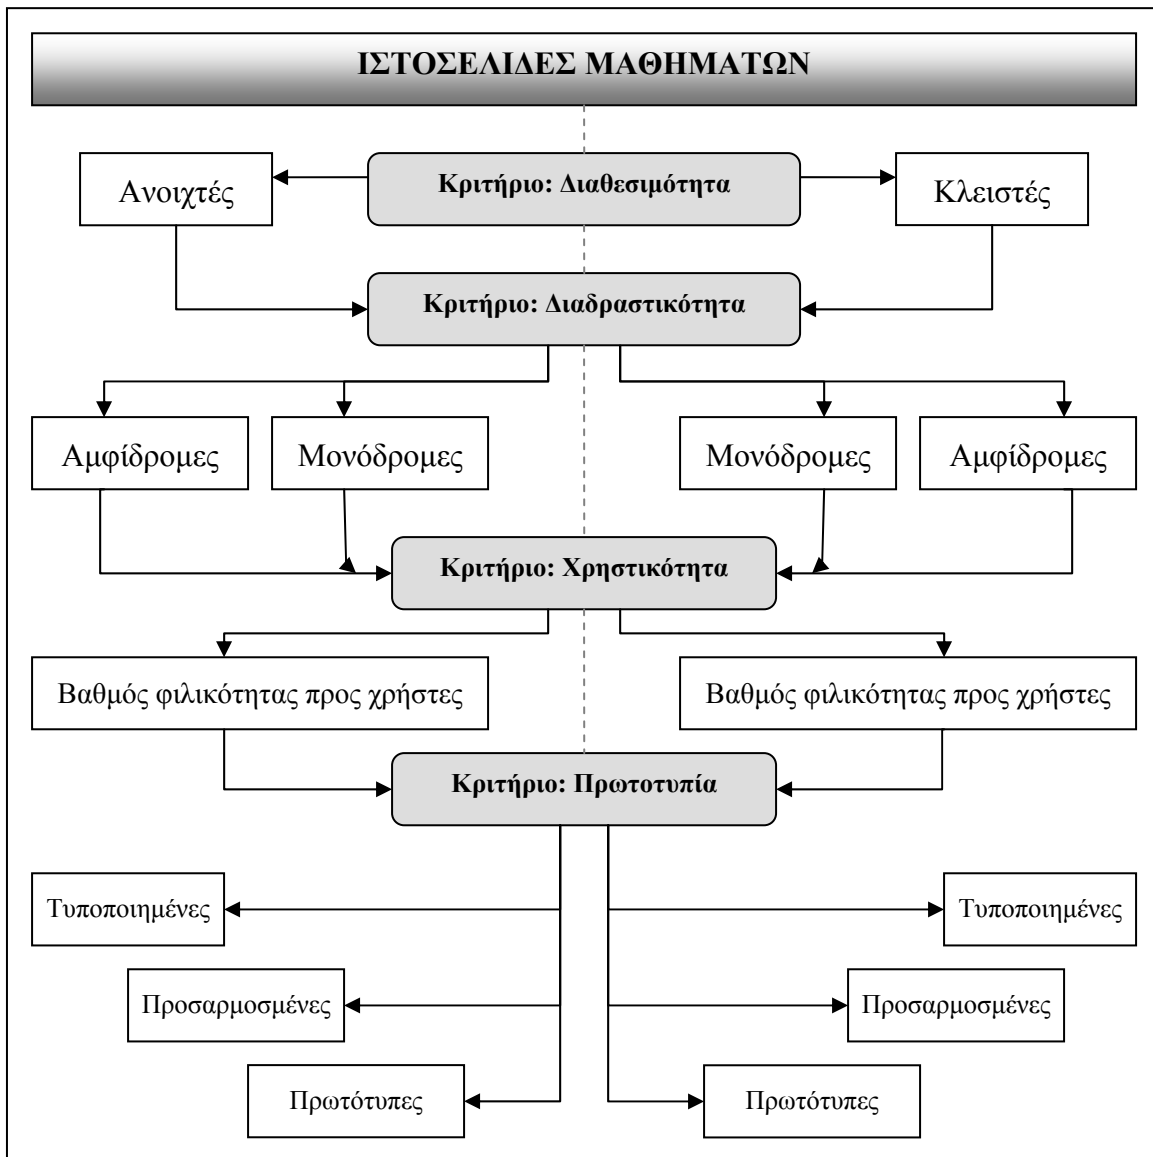 ΙΣΤΟΣΕΛΙΔΕΣ ΜΑΘΗΜΑΤΩΝ
Ανοιχτές
Κριτήριο: Διαθεσιμότητα
Κλειστές
Κριτήριο: Διαδραστικότητα
Αμφίδρομες
Μονόδρομες
Μονόδρομες
Αμφίδρομες
Κριτήριο: Χρηστικότητα
Βαθμός φιλικότητας προς χρήστες
Βαθμός φιλικότητας προς χρήστες
Κριτήριο: Πρωτοτυπία
Τυποποιημένες
Τυποποιημένες
Προσαρμοσμένες
Προσαρμοσμένες
Πρωτότυπες
Πρωτότυπες